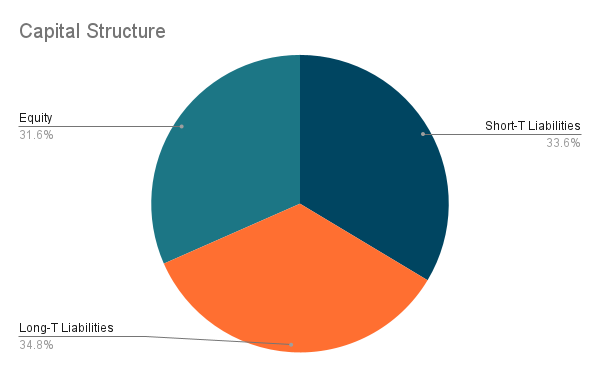 Capital Structure
Equity
31.6%
Short-T Liabilities
33.6%
Long-T Liabilities
34.8%